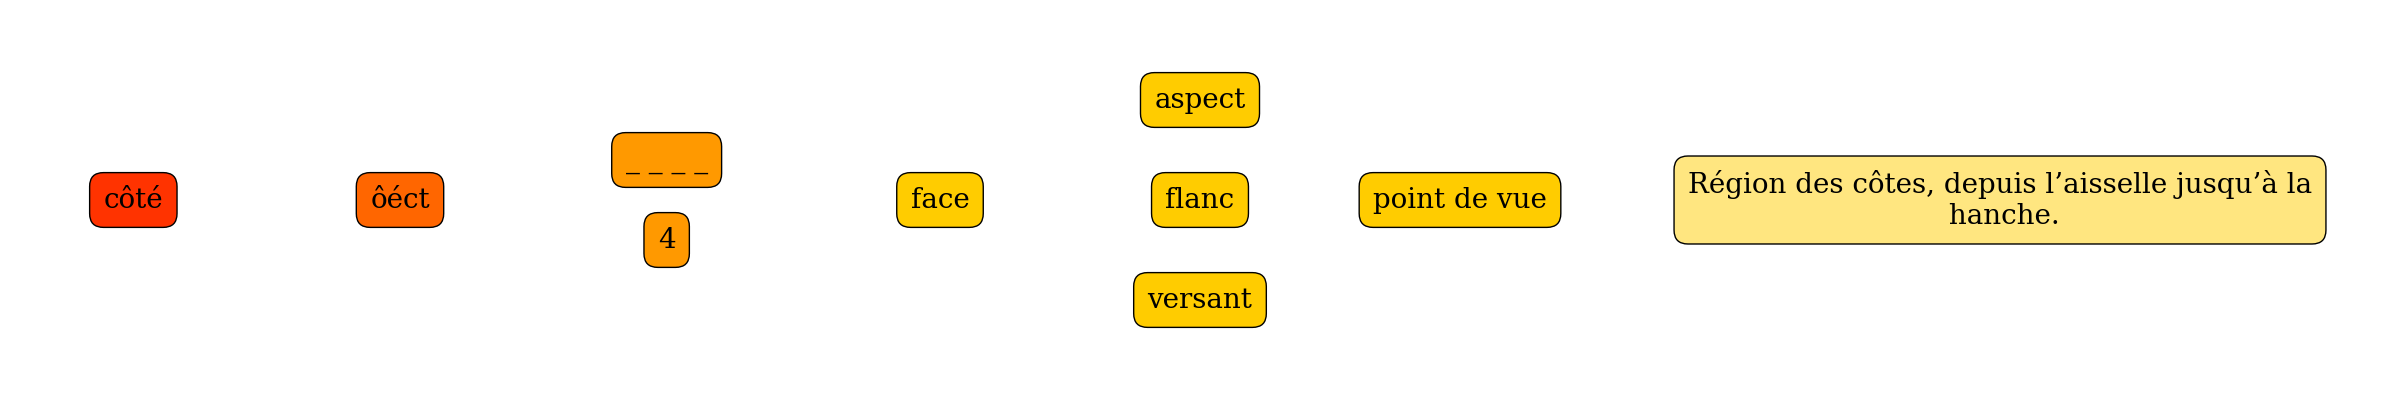 côté
ôéct
_ _ _ _
4
face
aspect
flanc
versant
point de vue
Région des côtes, depuis l’aisselle jusqu’à la
hanche.